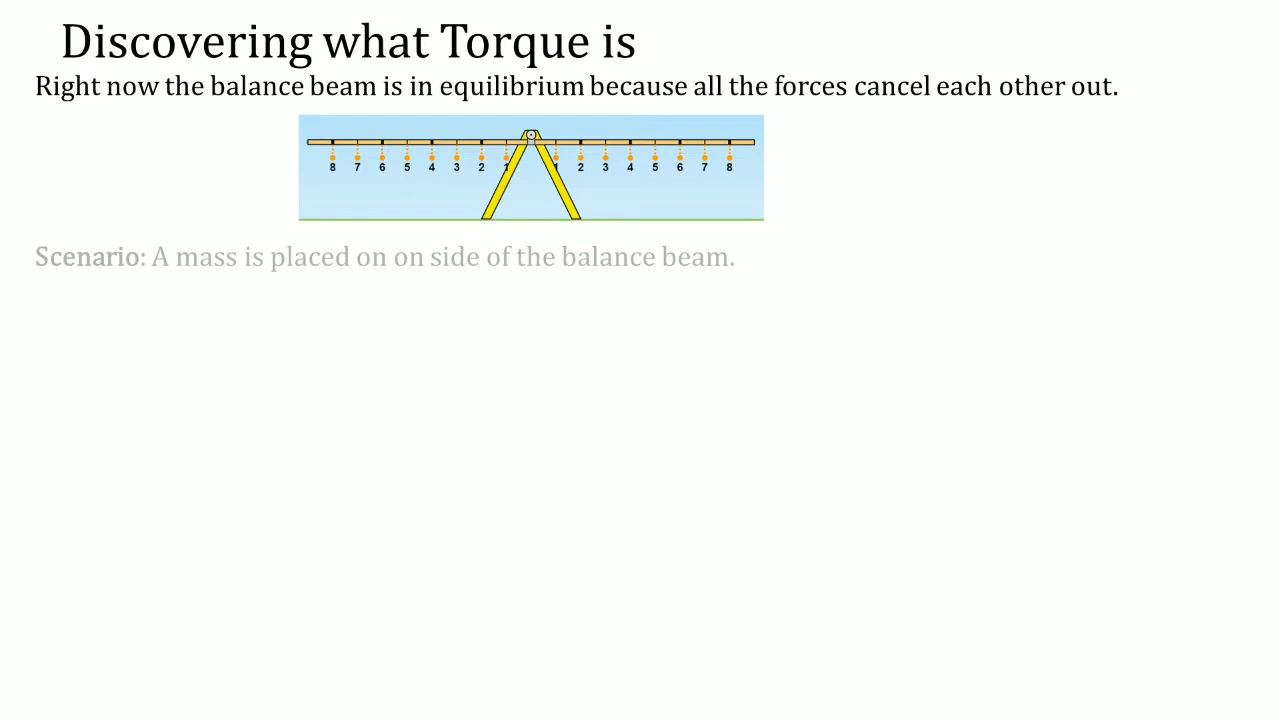 Discovering what Torque is
Right now the balance beam is in equilibrium because all the forces cancel each other out.
8 7 6 5 4 3 2 1 1 2 3 4 5 6 7 8
Scenario: A mass is placed on on side of the balance beam.